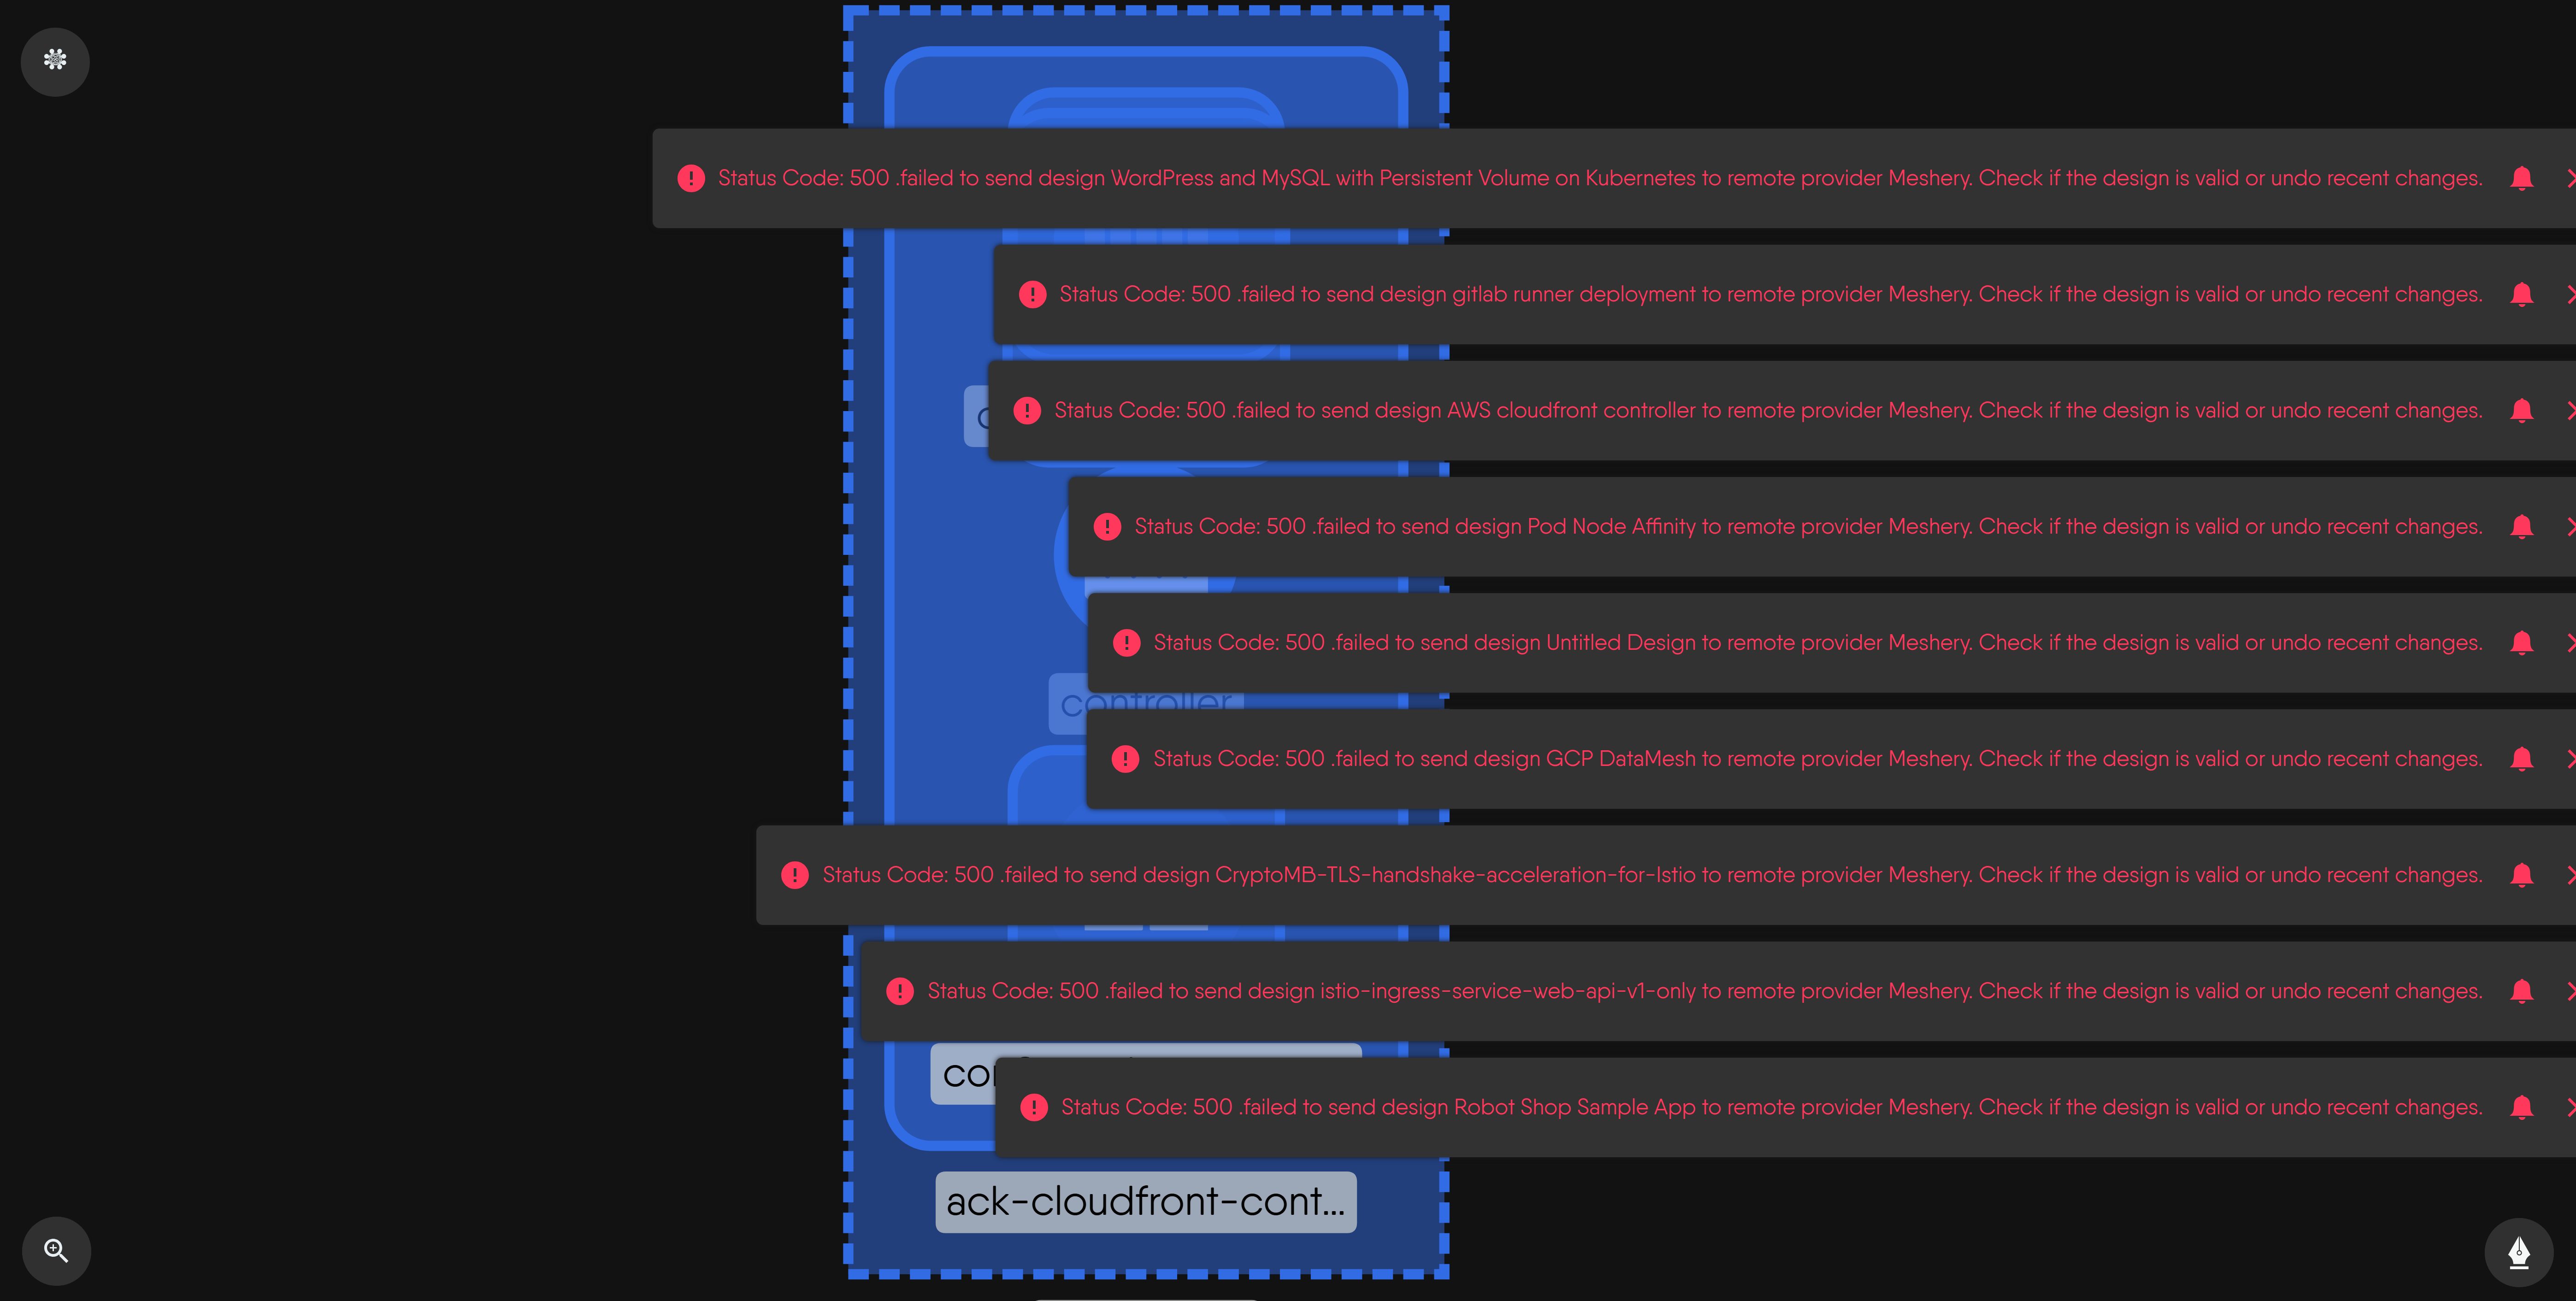 Status Code: 500 .failed to send design WordPress and MySQL with Persistent Volume on Kubernetes to remote provider Meshery. Check if the design is valid or undo recent changes.
Status Code: 500 .failed to send design gitlab runner deployment to remote provider Meshery. Check if the design is valid or undo recent changes.
Status Code: 500 .failed to send design AWS cloudfront controller to remote provider Meshery. Check if the design is valid or undo recent changes.
Status Code: 500 .failed to send design Pod Node Affinity to remote provider Meshery. Check if the design is valid or undo recent changes.
Status Code: 500 .failed to send design Untitled Design to remote provider Meshery. Check if the design is valid or undo recent changes.
controller
Status Code: 500 .failed to send design GCP DataMesh to remote provider Meshery. Check if the design is valid or undo recent changes.
Status Code: 500 .failed to send design CryptoMB-TLS-handshake-acceleration-for-Istio to remote provider Meshery. Check if the design is valid or undo recent changes.
Status Code: 500 .failed to send design istio-ingress-service-web-api-v1-only to remote provider Meshery. Check if the design is valid or undo recent changes.
Status Code: 500 .failed to send design Robot Shop Sample App to remote provider Meshery. Check if the design is valid or undo recent changes.
ack-cloudfront-cont...